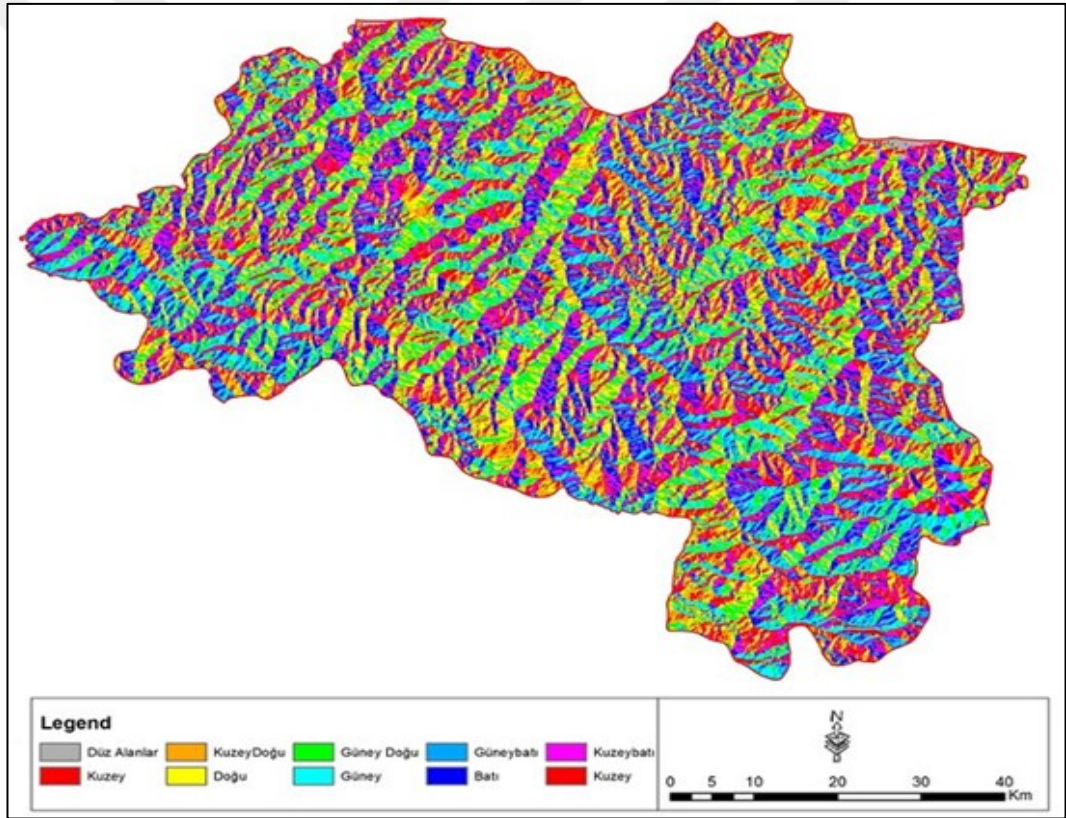 Legend
Düz Alanlar KuzeyDoğu Güney Doğu Güneybatı Kuzeybatı
Kuzey Doğu Güney Batı Kuzey
N
0 5 10 20 30 40
Km